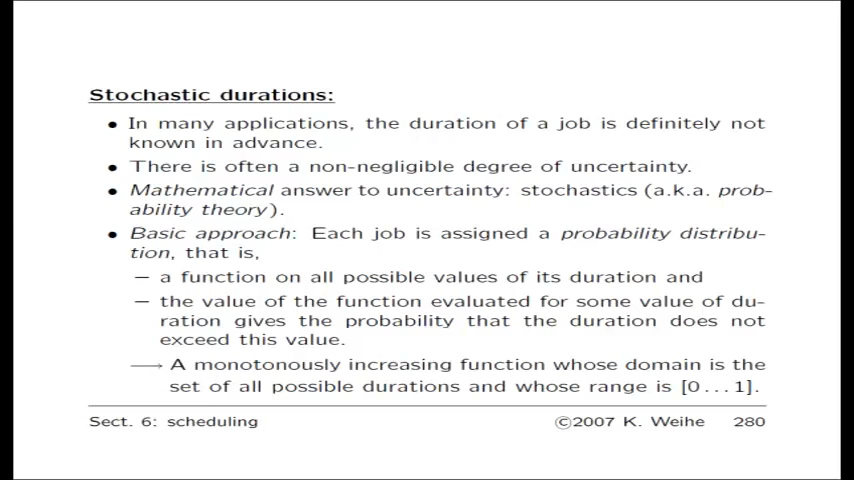 Stochastic durations:
• In many applications, the duration of a job is definitely not
known in advance.
• There is often a non-negligible degree of uncertainty.
• Mathematical answer to uncertainty: stochastics (a.k.a. prob-
ability theory).
• Basic approach: Each job is assigned a probability distribu-
tion, that is,
– a function on all possible values of its duration and
– the value of the function evaluated for some value of du-
ration gives the probability that the duration does not
exceed this value.
⟶ A monotonously increasing function whose domain is the
set of all possible durations and whose range is [0...1].
Sect. 6: scheduling ©2007 K. Weihe 280